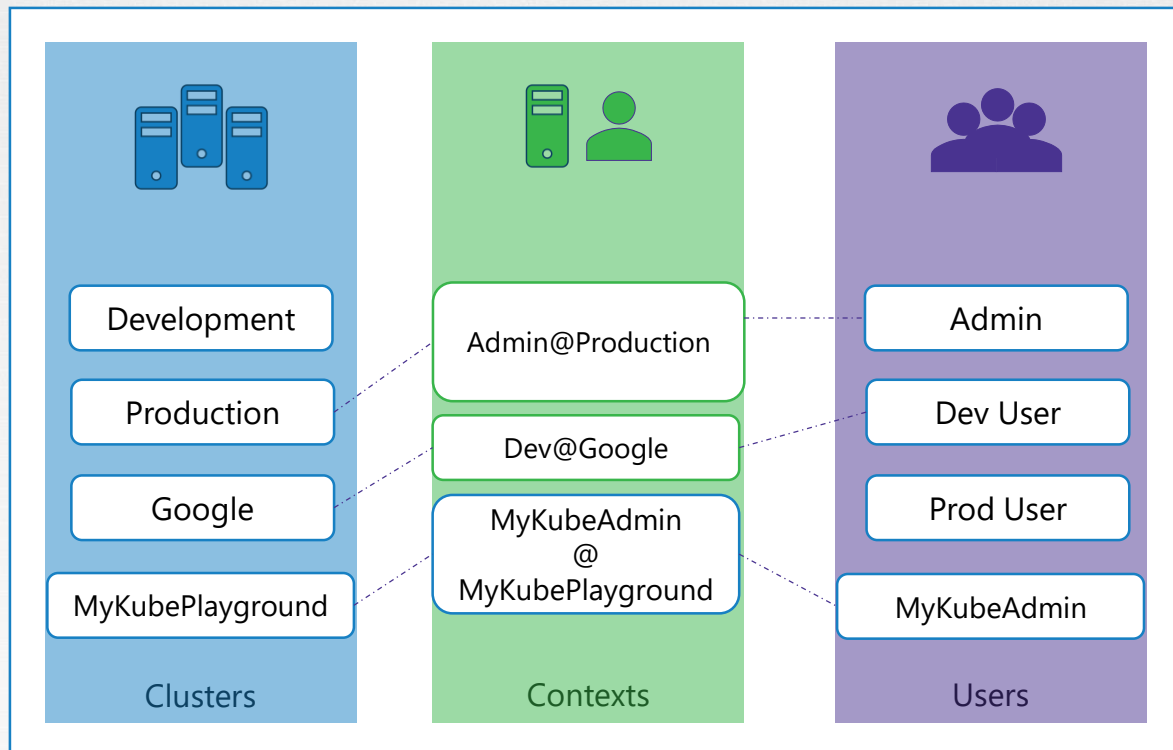 Development
Production
Google
MyKubePlayground
Clusters
Admin@Production
Dev@Google
MyKubeAdmin
@
MyKubePlayground
Contexts
Admin
Dev User
Prod User
MyKubeAdmin
Users